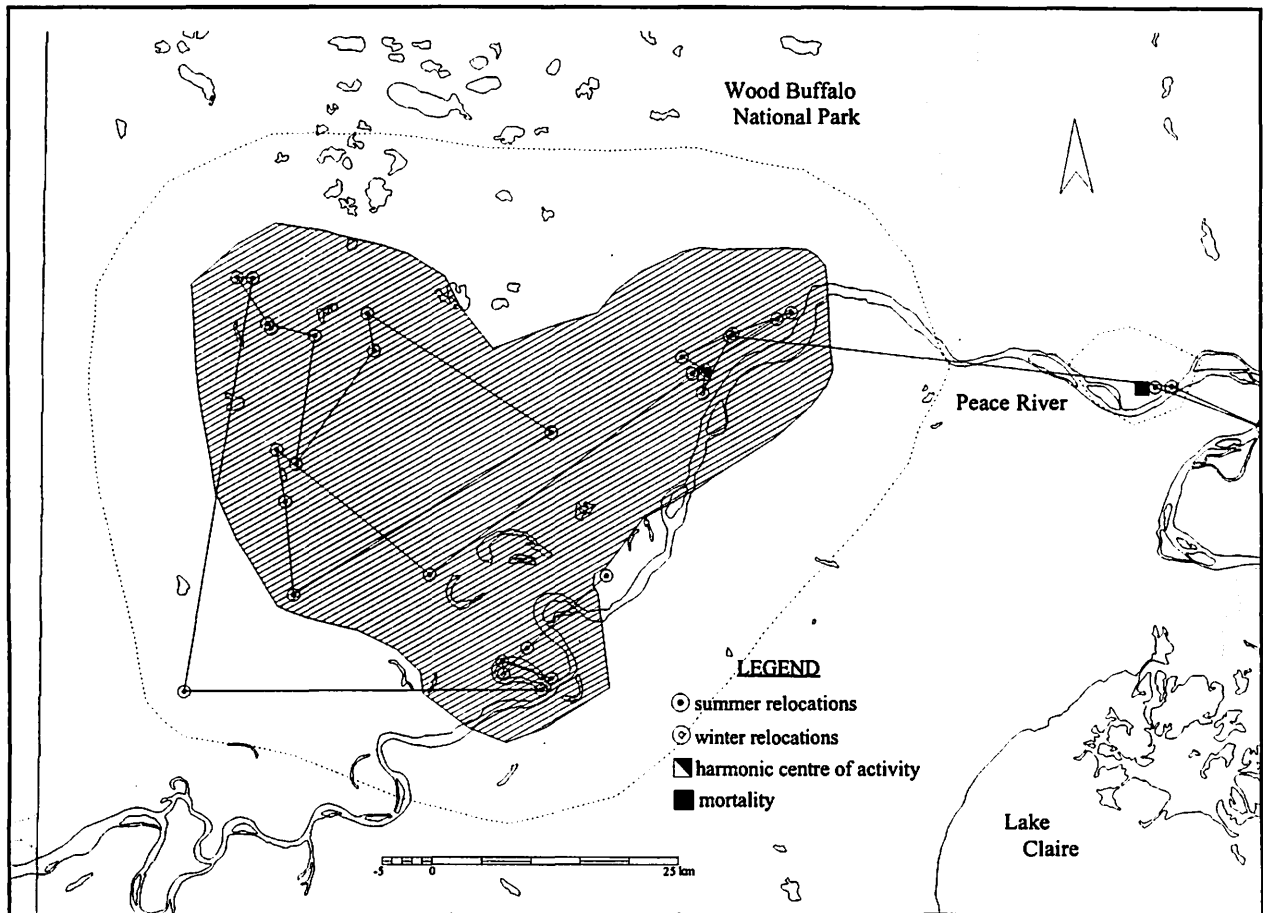 Wood Buffalo
National Park
Peace River
LEGEND
summer relocations
winter relocations
harmonic centre of activity
mortality
Lake
Claire
-5 0 25 km